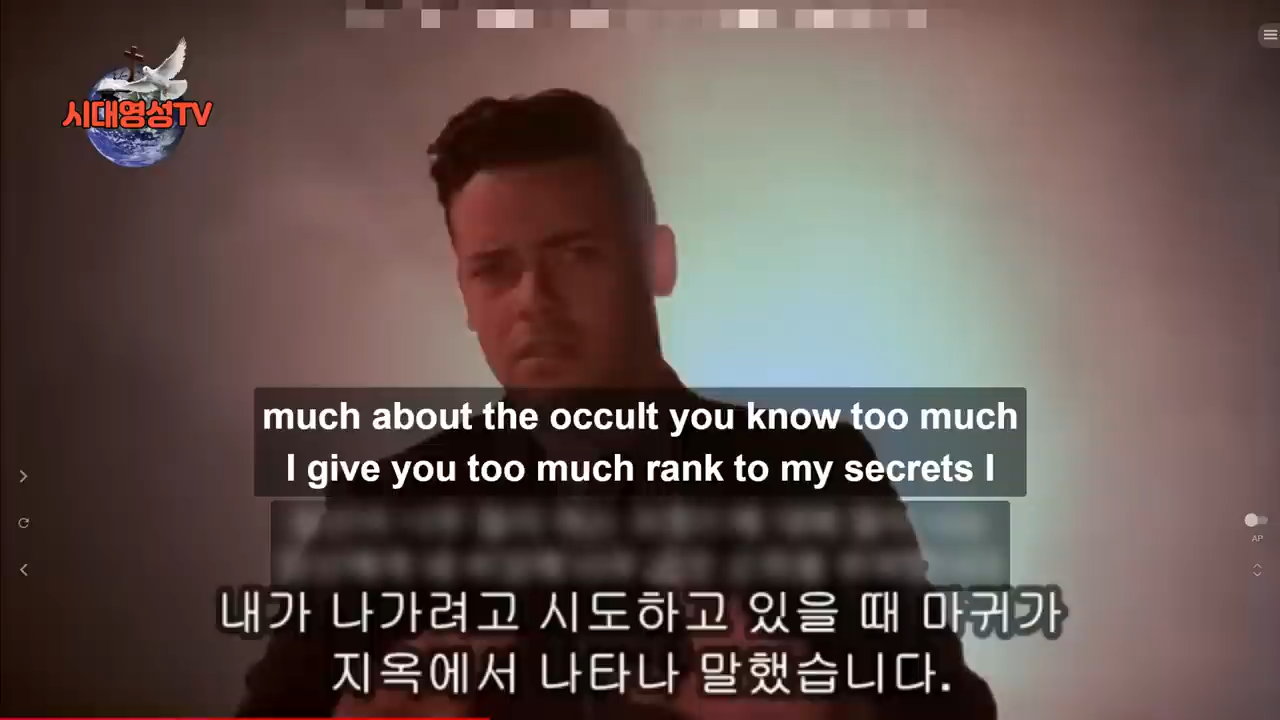 시대영성TV
much about the occult you know too much
I give you too much rank to my secrets I
AP
내가 나가려고 시도하고 있을 때 마귀가
지옥에서 나타나 말했습니다.